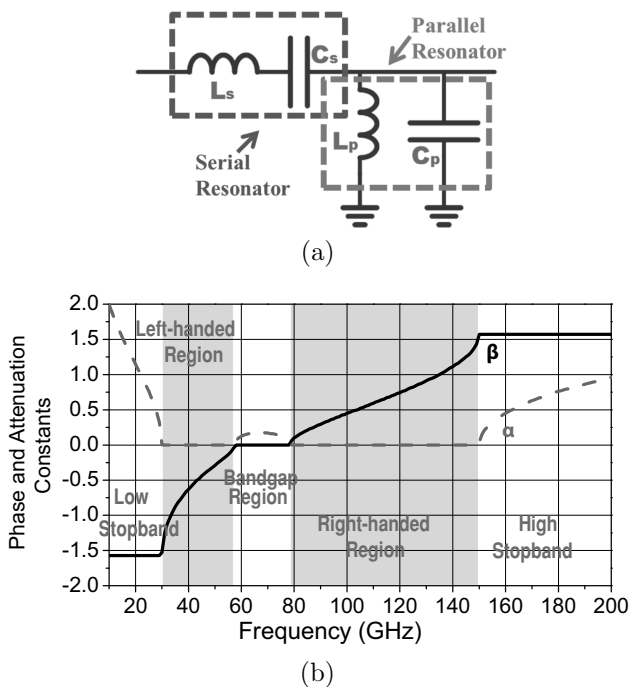 Parallel
Resonator
Cs
Ls
Lp
Cp
Serial
Resonator
(a)
Phase and Attenuation
Constants
2.0
1.5
1.0
0.5
0.0
-0.5
-1.0
-1.5
-2.0
Left-handed
Region
β
α
Bandgap
Region
Low
Stopband
Right-handed
Region
High
Stopband
20 40 60 80 100 120 140 160 180 200
Frequency (GHz)
(b)